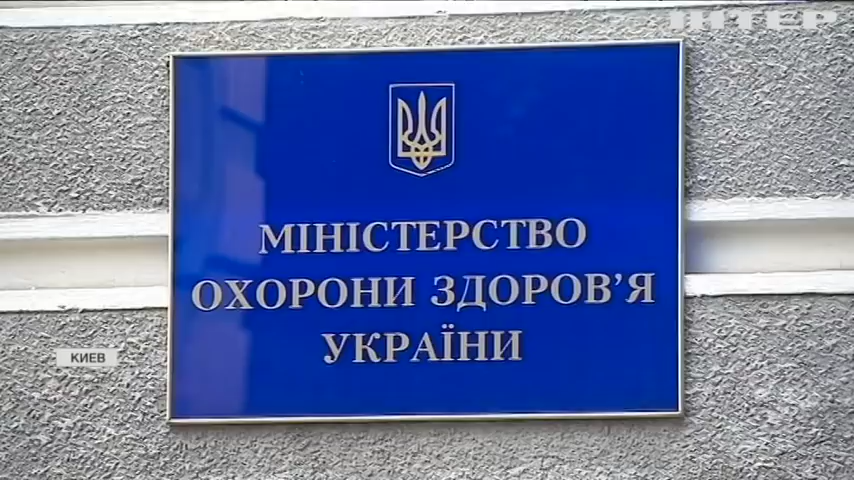 ІНТЕР
МІНІСТЕРСТВО
ОХОРОНИ ЗДОРОВ’Я
УКРАЇНИ
КИЕВ